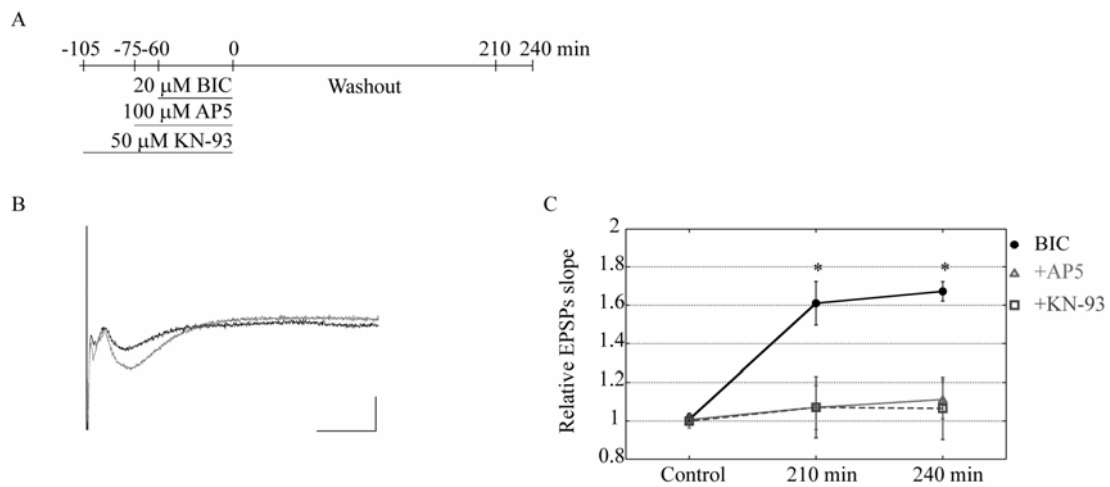 A
-105 -75 -60 0 210 240 min
20 μM BIC
Washout
100 μM AP5
50 μM KN-93
B
C
Relative EPSPs slope
2
1.8
1.6
1.4
1.2
1
0.8
* *
Control 210 min 240 min
BIC
+AP5
+KN-93